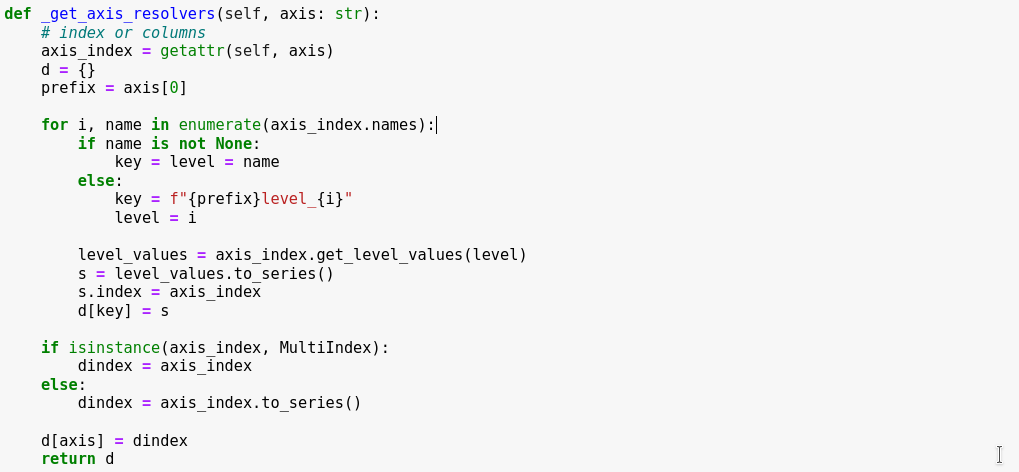 def _get_axis_resolvers(self, axis: str):
    # index or columns
    axis_index = getattr(self, axis)
    d = {}
    prefix = axis[0]

    for i, name in enumerate(axis_index.names):
        if name is not None:
            key = level = name
        else:
            key = f"{prefix}level_{i}"
            level = i

        level_values = axis_index.get_level_values(level)
        s = level_values.to_series()
        s.index = axis_index
        d[key] = s

    if isinstance(axis_index, MultiIndex):
        dindex = axis_index
    else:
        dindex = axis_index.to_series()

    d[axis] = dindex
    return d